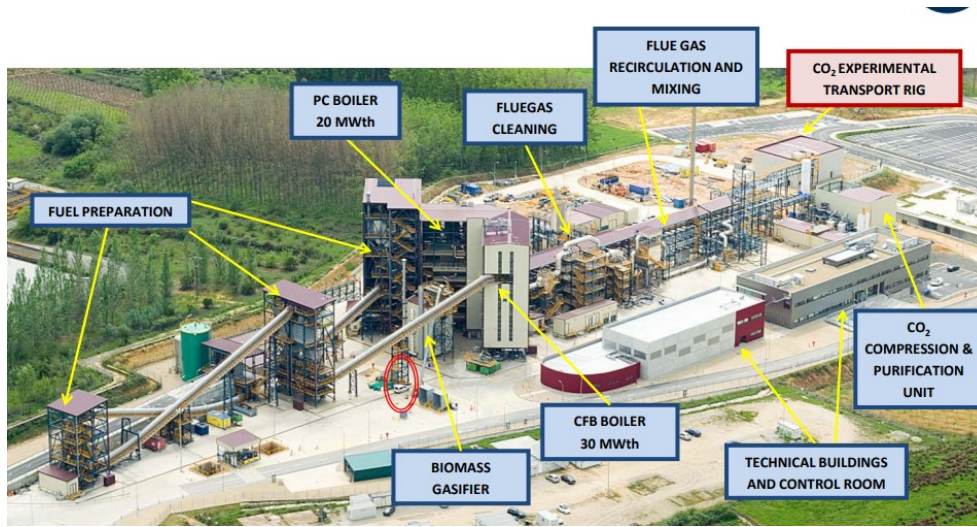 FLUE GAS
RECIRCULATION AND
MIXING
CO₂ EXPERIMENTAL
TRANSPORT RIG
PC BOILER
20 MWth
FLUEGAS
CLEANING
FUEL PREPARATION
CO₂
COMPRESSION &
PURIFICATION
UNIT
CFB BOILER
30 MWth
BIOMASS
GASIFIER
TECHNICAL BUILDINGS
AND CONTROL ROOM